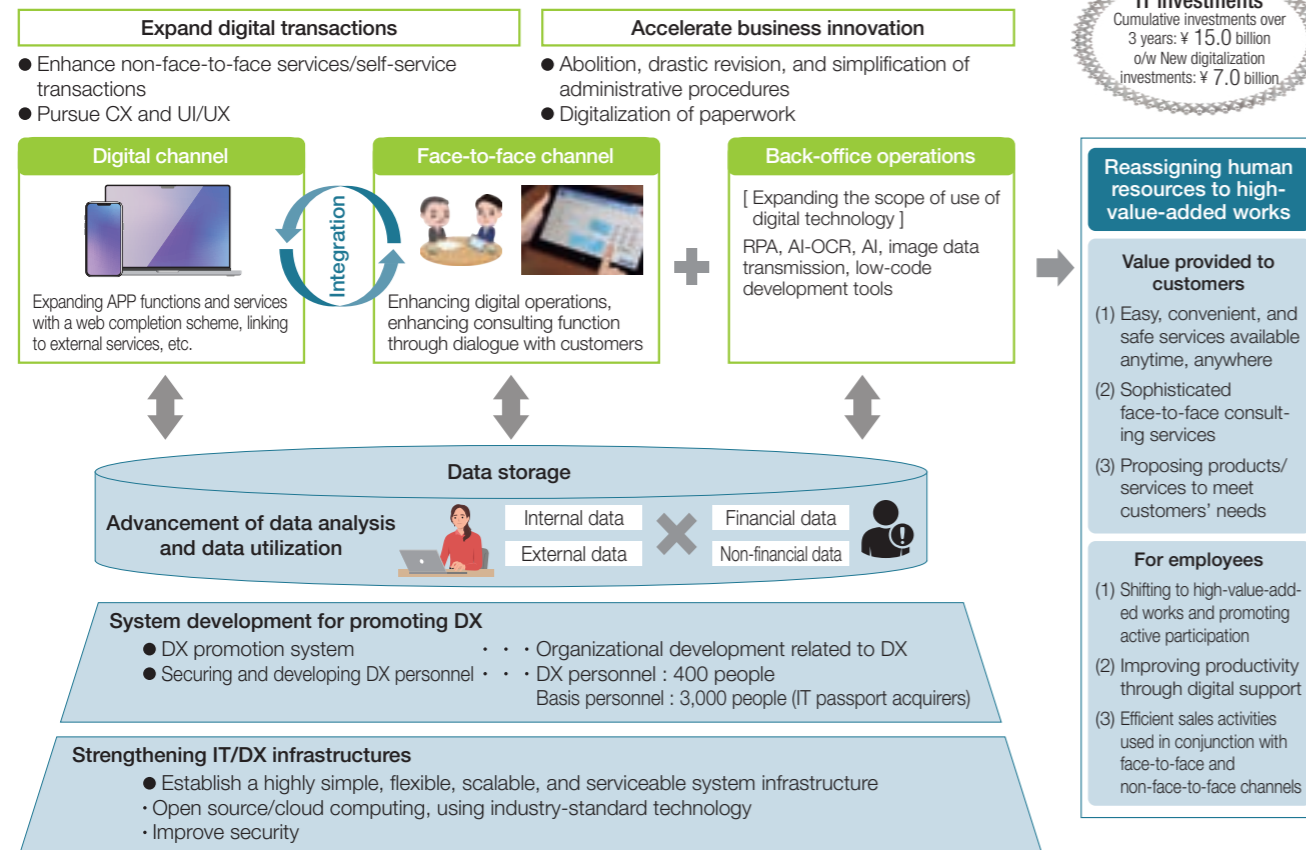 Expand digital transactions
● Enhance non-face-to-face services/self-service
transactions
● Pursue CX and UI/UX
Accelerate business innovation
● Abolition, drastic revision, and simplification of
administrative procedures
● Digitalization of paperwork
IT investments
Cumulative investments over
3 years: ¥ 15.0 billion
o/w New digitalization
investments: ¥ 7.0 billion
Digital channel
Expanding APP functions and services
with a web completion scheme, linking
to external services, etc.
Integration
Face-to-face channel
Enhancing digital operations,
enhancing consulting function
through dialogue with customers
Back-office operations
[ Expanding the scope of use of
digital technology ]
RPA, AI-OCR, AI, image data
transmission, low-code
development tools
Data storage
Advancement of data analysis
and data utilization
Internal data
External data
Financial data
Non-financial data
System development for promoting DX
● DX promotion system ・・・Organizational development related to DX
● Securing and developing DX personnel・・・DX personnel : 400 people
Basis personnel : 3,000 people (IT passport acquirers)
Strengthening IT/DX infrastructures
● Establish a highly simple, flexible, scalable, and serviceable system infrastructure
・Open source/cloud computing, using industry-standard technology
・Improve security
Reassigning human
resources to high-
value-added works
Value provided to
customers
(1) Easy, convenient, and
safe services available
anytime, anywhere
(2) Sophisticated
face-to-face consult-
ing services
(3) Proposing products/
services to meet
customers' needs
For employees
(1) Shifting to high-value-add-
ed works and promoting
active participation
(2) Improving productivity
through digital support
(3) Efficient sales activities
used in conjunction with
face-to-face and
non-face-to-face channels